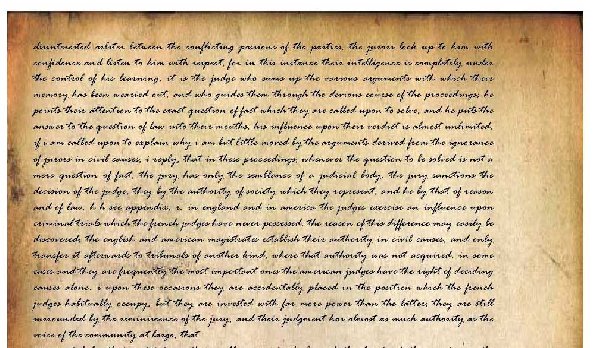 disinterested arbiter between the conflicting passions of the parties, the jurors look up to him with
confidence and listen to him with respect, for in this instance their intelligence is completely under
the control of his learning, it is the judge who sums up the various arguments with which their
memory has been wearied out, and who guides them through the devious course of the proceedings; he
points their attention to the exact question of fact which they are called upon to solve, and he puts the
answer to the question of law into their mouths, his influence upon their verdict is almost unlimited,
if i am called upon to explain why i am but little moved by the arguments derived from the ignorance
of jurors in civil causes, i reply, that in these proceedings, whenever the question to be solved is not a
mere question of fact, the jury has only the semblance of a judicial body, the jury sanctions the
decision of the judge, they by the authority of society which they represent, and he by that of reason
and of law, h h see appendix, r. in england and in america the judges exercise an influence upon
criminal trials which the french judges have never possessed, the reason of this difference may easily be
discovered; the english and american magistrates establish their authority in civil causes, and only
transfer it afterwards to tribunals of another kind, where that authority was not acquired, in some
cases and they are frequently the most important ones the american judges have the right of deciding
causes alone. i upon these occasions they are accidentally placed in the position which the french
judges habitually occupy, but they are invested with far more power than the latter; they are still
surrounded by the reminiscence of the jury, and their judgment has almost as much authority as the
voice of the community at large, that